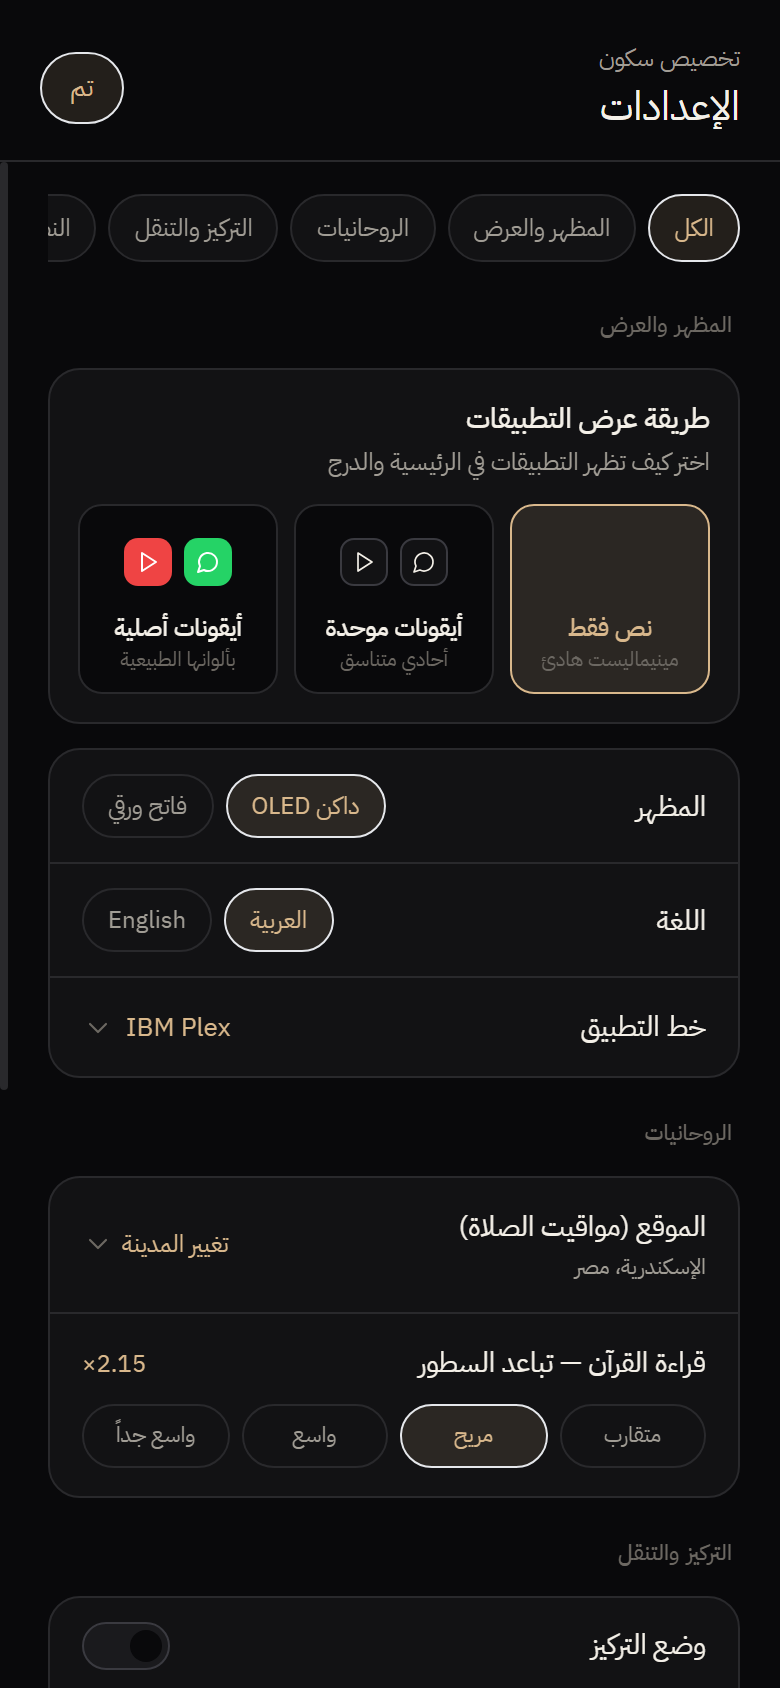 تخصيص سكون
الإعدادات
تم
الكل
المظهر والعرض
الروحانيات
التركيز والتنقل
المظهر والعرض
طريقة عرض التطبيقات
اختر كيف تظهر التطبيقات في الرئيسية والدرج
نص فقط
مينيماليست هادئ
أيقونات موحدة
أحادي متناسق
أيقونات أصلية
بألوانها الطبيعية
المظهر
داكن OLED
فاتح ورقي
اللغة
العربية
English
خط التطبيق
IBM Plex
الروحانيات
الموقع (مواقيت الصلاة)
الإسكندرية، مصر
تغيير المدينة
قراءة القرآن — تباعد السطور
×2.15
متقارب
مريح
واسع
واسع جداً
التركيز والتنقل
وضع التركيز